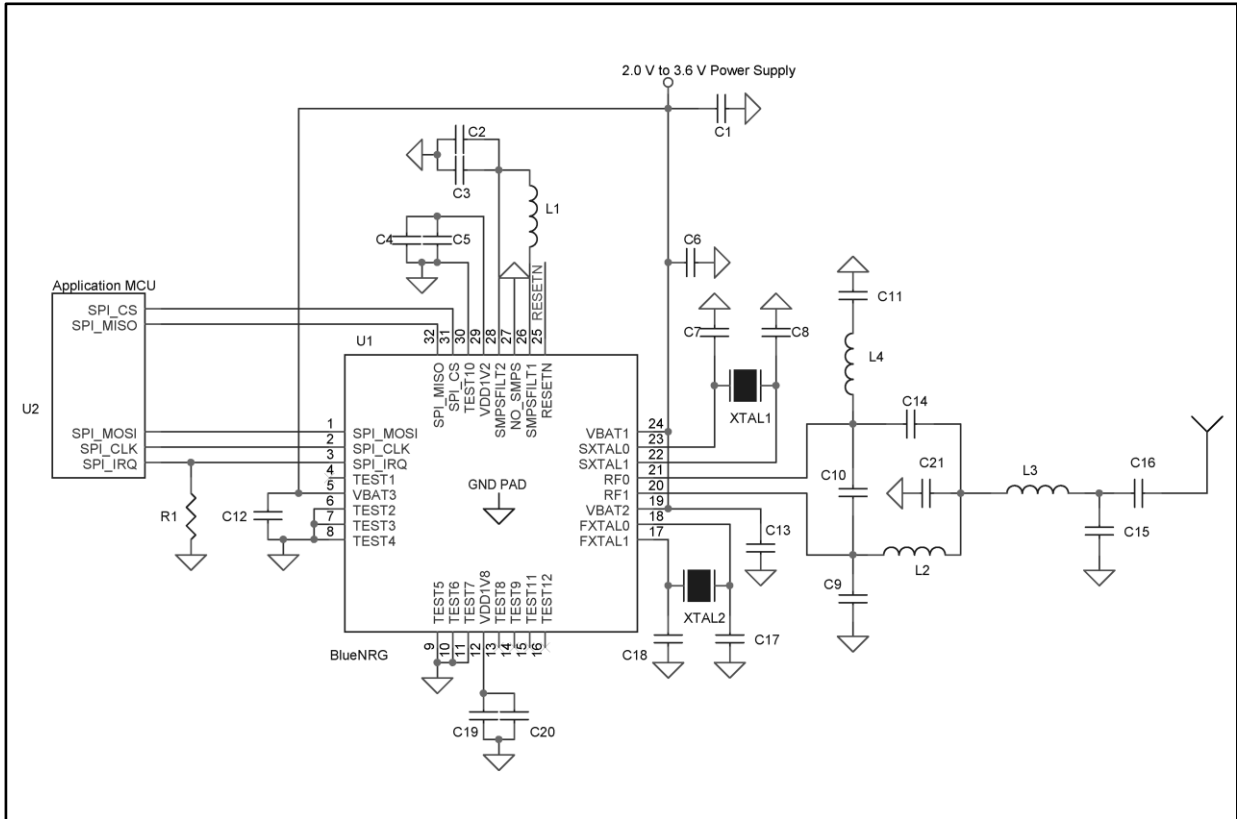 2.0 V to 3.6 V Power Supply
C1
C2
C3
L1
C4
C5
C6
RESETN
Application MCU
SPI_CS
SPI_MISO
SPI_MOSI
SPI_CLK
SPI_IRQ
U2
U1
32
31
30
29
28
27
26
25
SPI_MISO
SPI_CS
TEST10
VDD1V2
SMPSFILT2
NO_SMPS
SMPSFILT1
RESETN
C7
C8
XTAL1
C11
L4
C14
C10
C21
L3
C16
C15
L2
C9
1 SPI_MOSI
2 SPI_CLK
3 SPI_IRQ
4 TEST1
5 VBAT3
6 TEST2
7 TEST3
8 TEST4
R1
C12
GND PAD
VBAT1 24
SXTAL0 23
SXTAL1 22
RF0 21
RF1 20
VBAT2 19
FXTAL0 18
FXTAL1 17
C13
XTAL2
C18
C17
TEST5
TEST6
TEST7
VDD1V8
TEST8
TEST9
TEST11
TEST12
9
10
11
12
13
14
15
16
BlueNRG
C19
C20